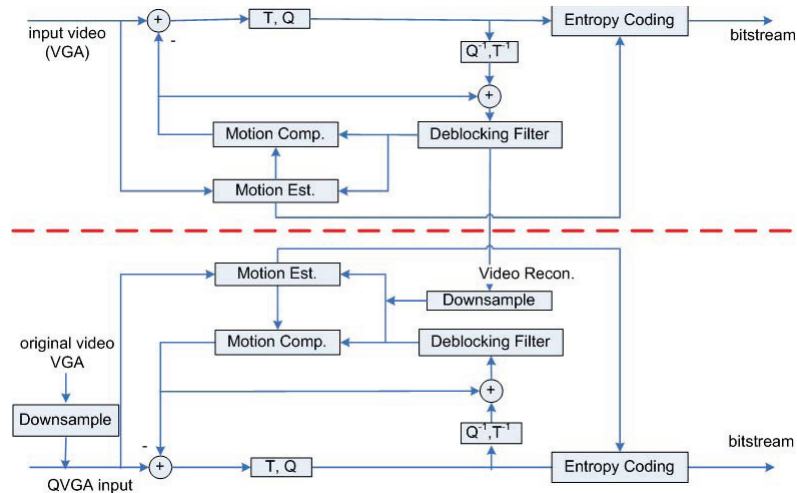 +
T, Q
Entropy Coding
input video
(VGA)
-
bitstream
Q⁻¹,T⁻¹
+
Motion Comp.
Deblocking Filter
Motion Est.
Motion Est.
Video Recon.
Downsample
original video
VGA
Motion Comp.
Deblocking Filter
+
Downsample
Q⁻¹,T⁻¹
-
bitstream
+
T, Q
Entropy Coding
QVGA input